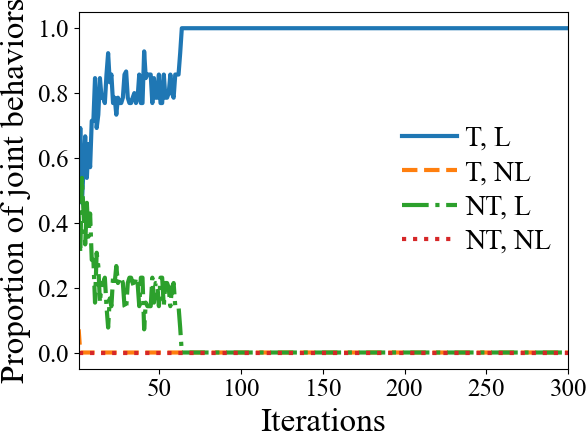 Proportion of joint behaviors
1.0
0.8
0.6
0.4
0.2
0.0
T, L
T, NL
NT, L
NT, NL
50 100 150 200 250 300
Iterations